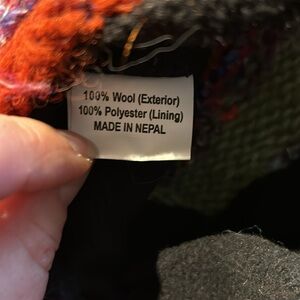 100% Wool (Exterior)
100% Polyester (Lining)
MADE IN NEPAL